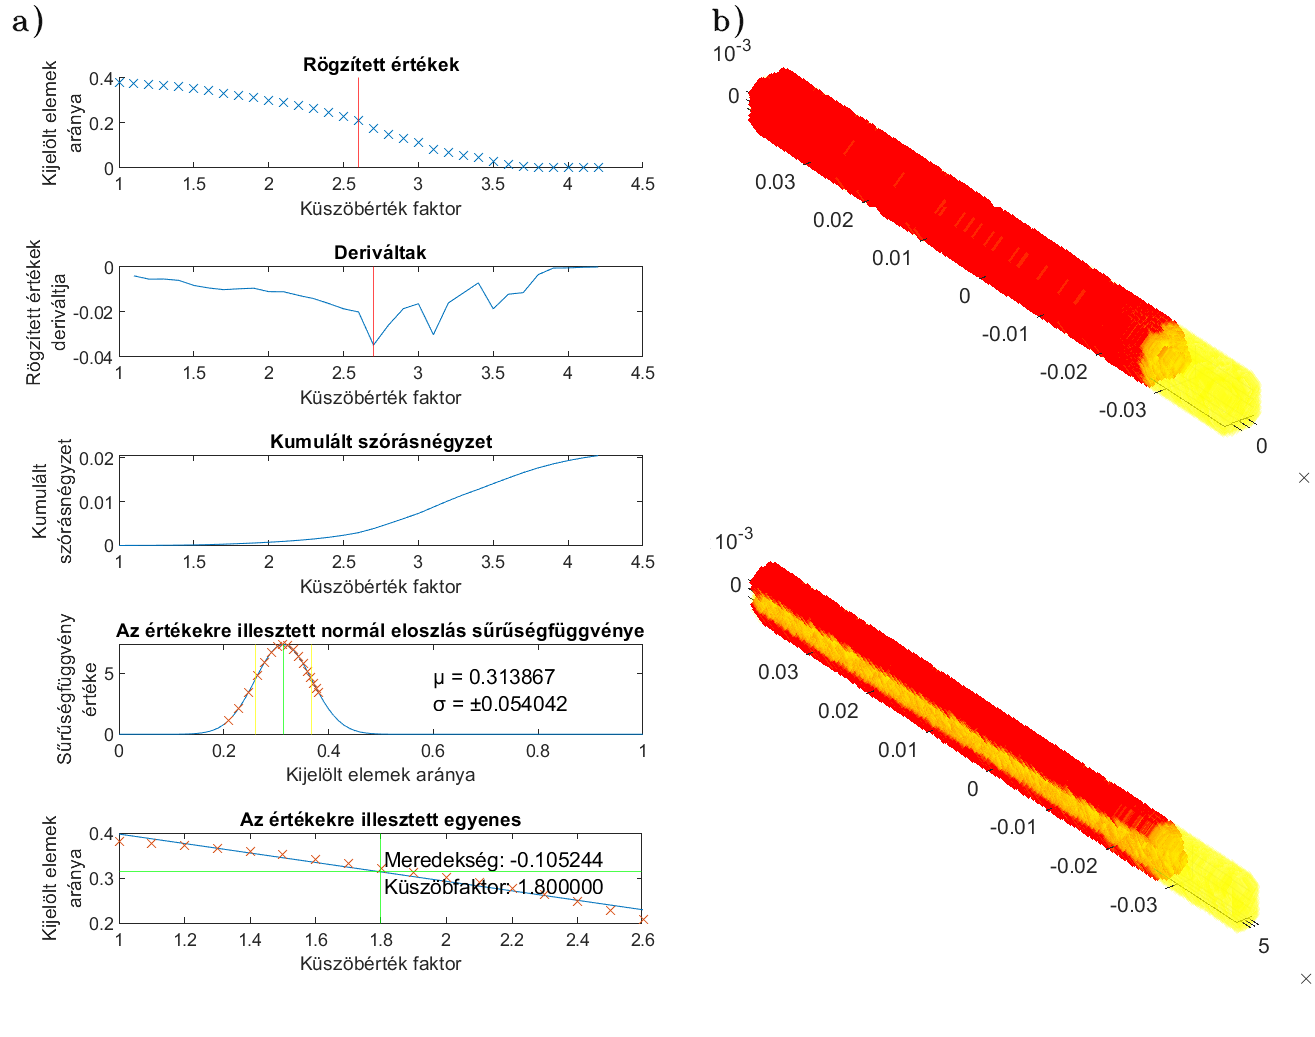 a)
Rögzített értékek
Kijelölt elemek
aránya
0.4
0.2
0
1 1.5 2 2.5 3 3.5 4 4.5
Küszöbérték faktor
Deriváltak
Rögzített értékek
deriváltja
0
-0.02
-0.04
1 1.5 2 2.5 3 3.5 4 4.5
Küszöbérték faktor
Kumulált szórásnégyzet
Kumulált
szórásnégyzet
0.02
0.01
0
1 1.5 2 2.5 3 3.5 4 4.5
Küszöbérték faktor
Az értékekre illesztett normál eloszlás sűrűségfüggvénye
Sűrűségfüggvény
értéke
5
0
μ = 0.313867
σ = ±0.054042
0 0.2 0.4 0.6 0.8 1
Kijelölt elemek aránya
Az értékekre illesztett egyenes
Kijelölt elemek
aránya
0.4
0.3
0.2
Meredekség: -0.105244
Küszöbfaktor: 1.800000
1 1.2 1.4 1.6 1.8 2 2.2 2.4 2.6
Küszöbérték faktor
b)
10-3
0
0.03
0.02
0.01
0
-0.01
-0.02
-0.03
0
×
10-3
0
0.03
0.02
0.01
0
-0.01
-0.02
-0.03
5
×